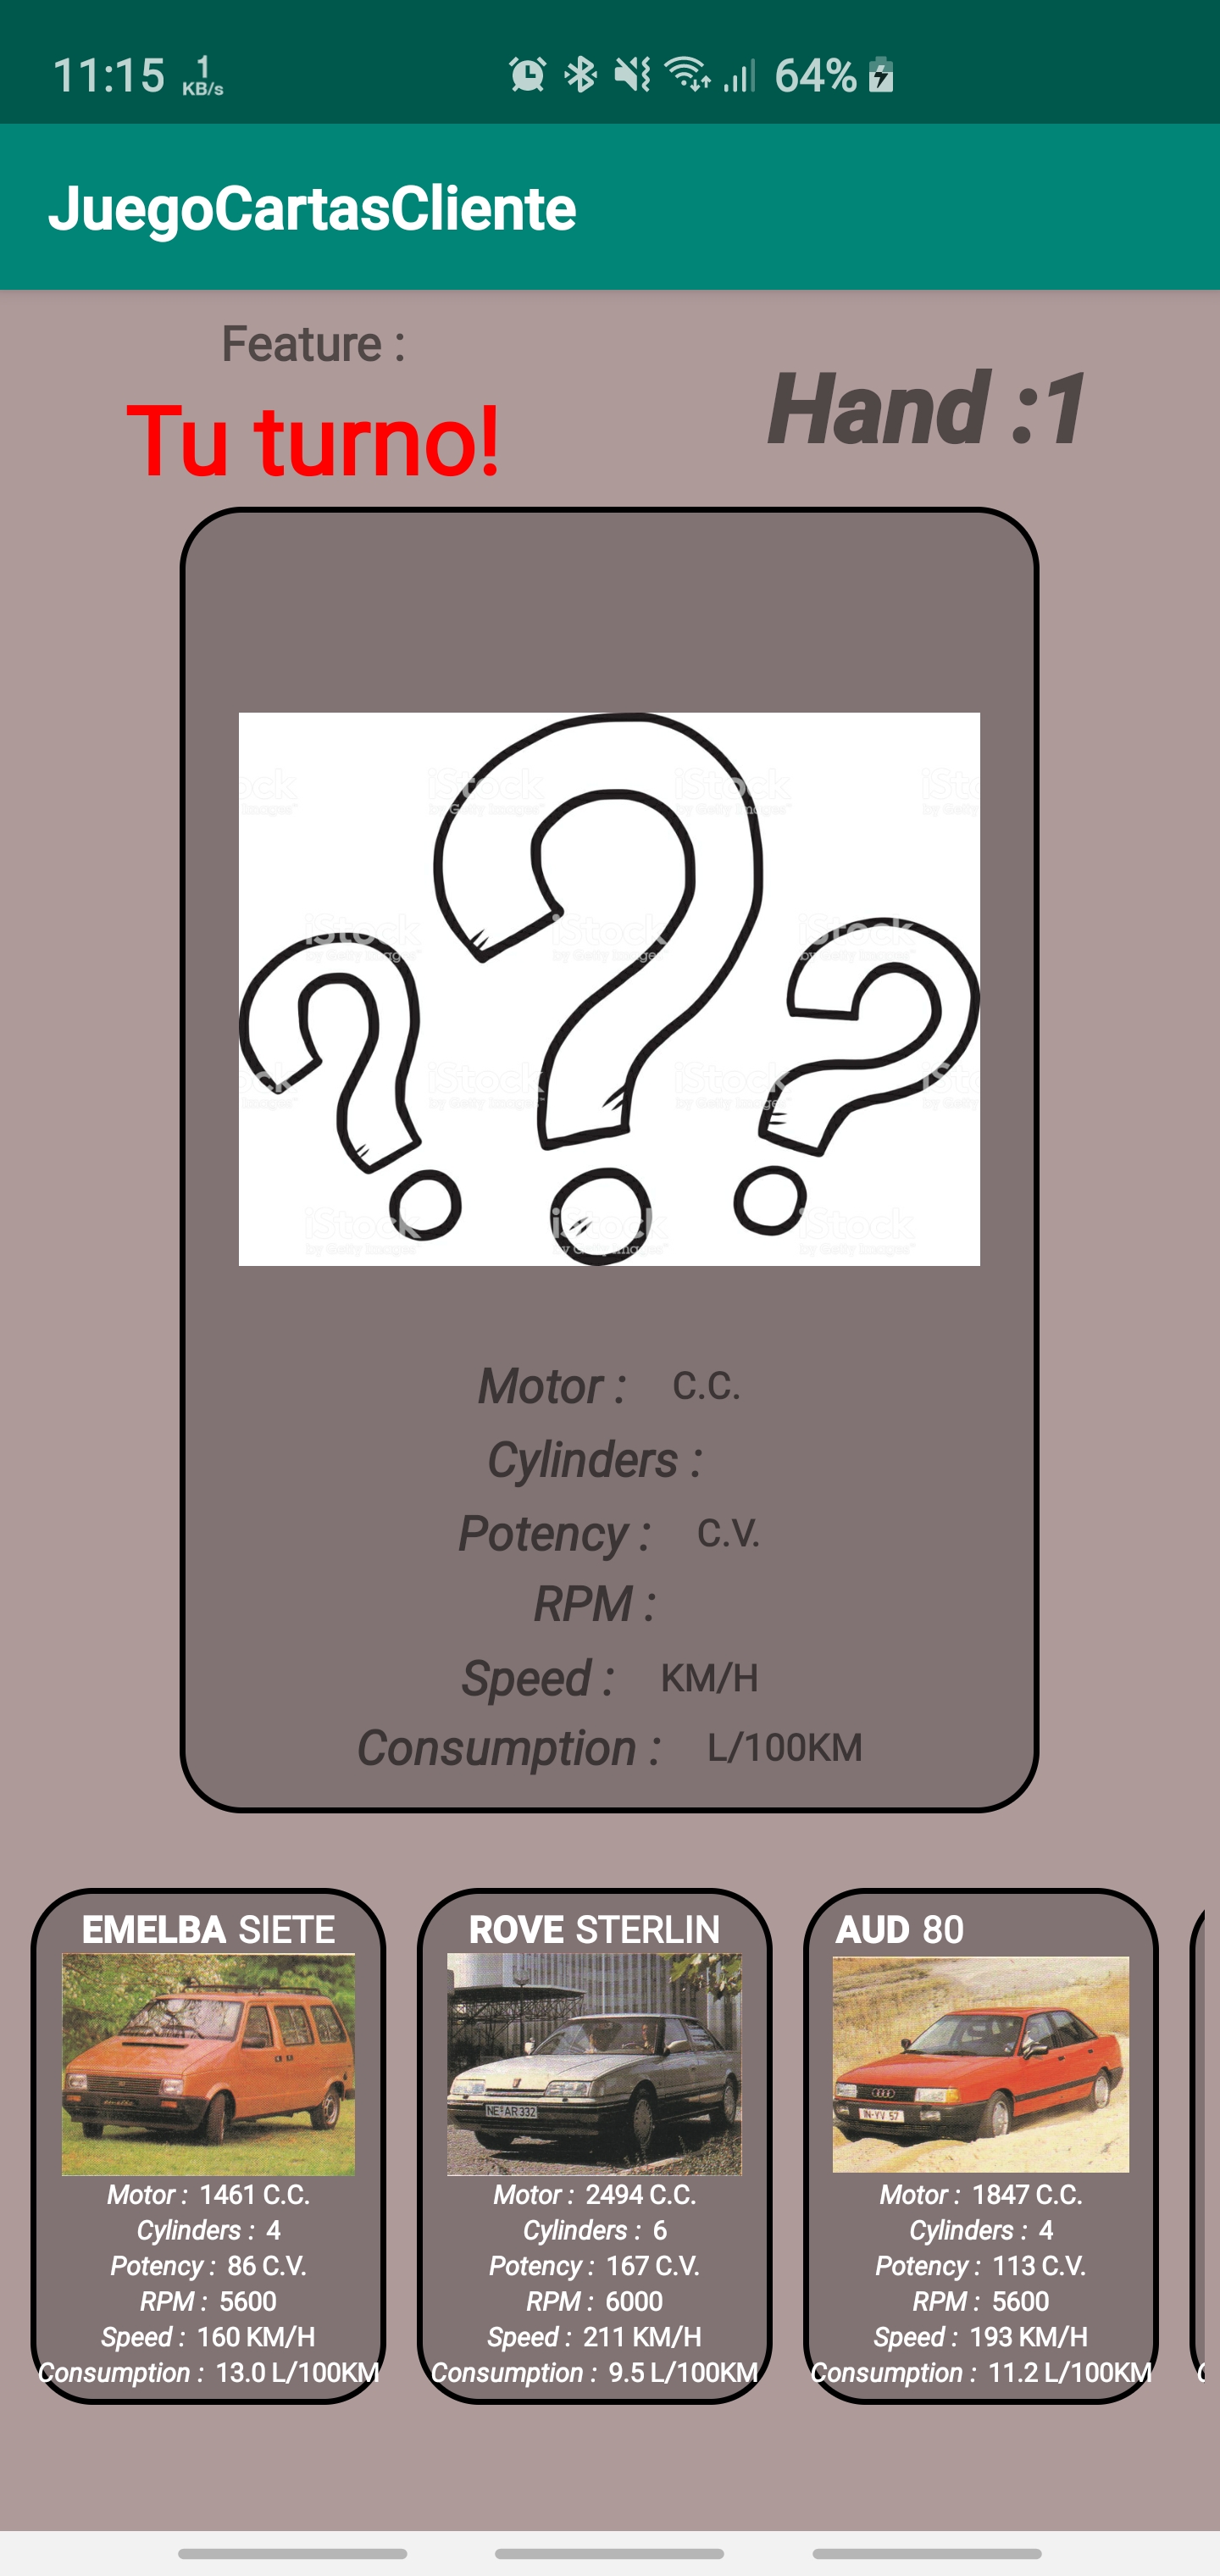 11:15 1 KB/s 64%
JuegoCartasCliente
Feature :
Tu turno!
Hand :1
iStock
by Getty Images™
Motor : C.C.
Cylinders :
Potency : C.V.
RPM :
Speed : KM/H
Consumption : L/100KM
EMELBA SIETE
Motor : 1461 C.C.
Cylinders : 4
Potency : 86 C.V.
RPM : 5600
Speed : 160 KM/H
Consumption : 13.0 L/100KM
ROVE STERLIN
NE AR332
Motor : 2494 C.C.
Cylinders : 6
Potency : 167 C.V.
RPM : 6000
Speed : 211 KM/H
Consumption : 9.5 L/100KM
AUD 80
IN-YV 57
Motor : 1847 C.C.
Cylinders : 4
Potency : 113 C.V.
RPM : 5600
Speed : 193 KM/H
Consumption : 11.2 L/100KM